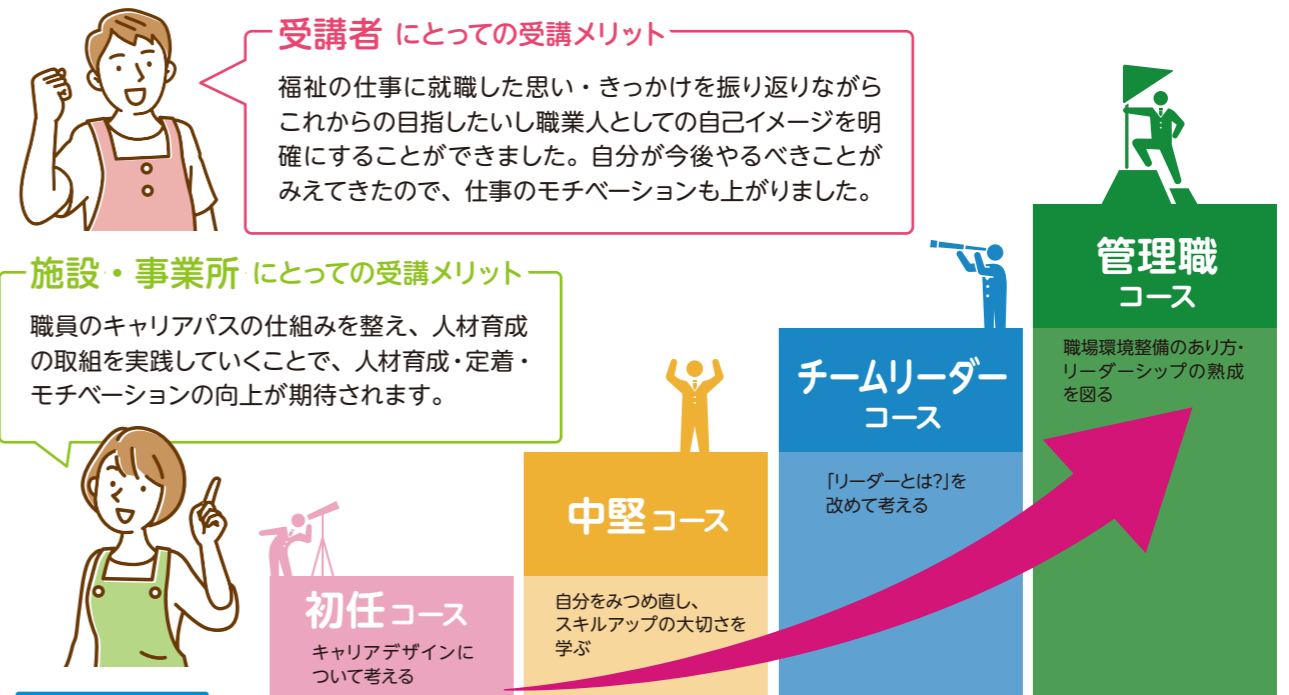 受講者 にとっての受講メリット
福祉の仕事に就職した思い・きっかけを振り返りながら
これからの目指したいし職業人としての自己イメージを明
確にすることができました。自分が今後やるべきことが
みえてきたので、仕事のモチベーションも上がりました。
施設・事業所 にとっての受講メリット
職員のキャリアパスの仕組みを整え、人材育成
の取組を実践していくことで、人材育成・定着・
モチベーションの向上が期待されます。
初任コース
キャリアデザインに
ついて考える
中堅コース
自分をみつめ直し、
スキルアップの大切さを
学ぶ
チームリーダー
コース
「リーダーとは?」を
改めて考える
管理職
コース
職場環境整備のあり方・
リーダーシップの熟成
を図る